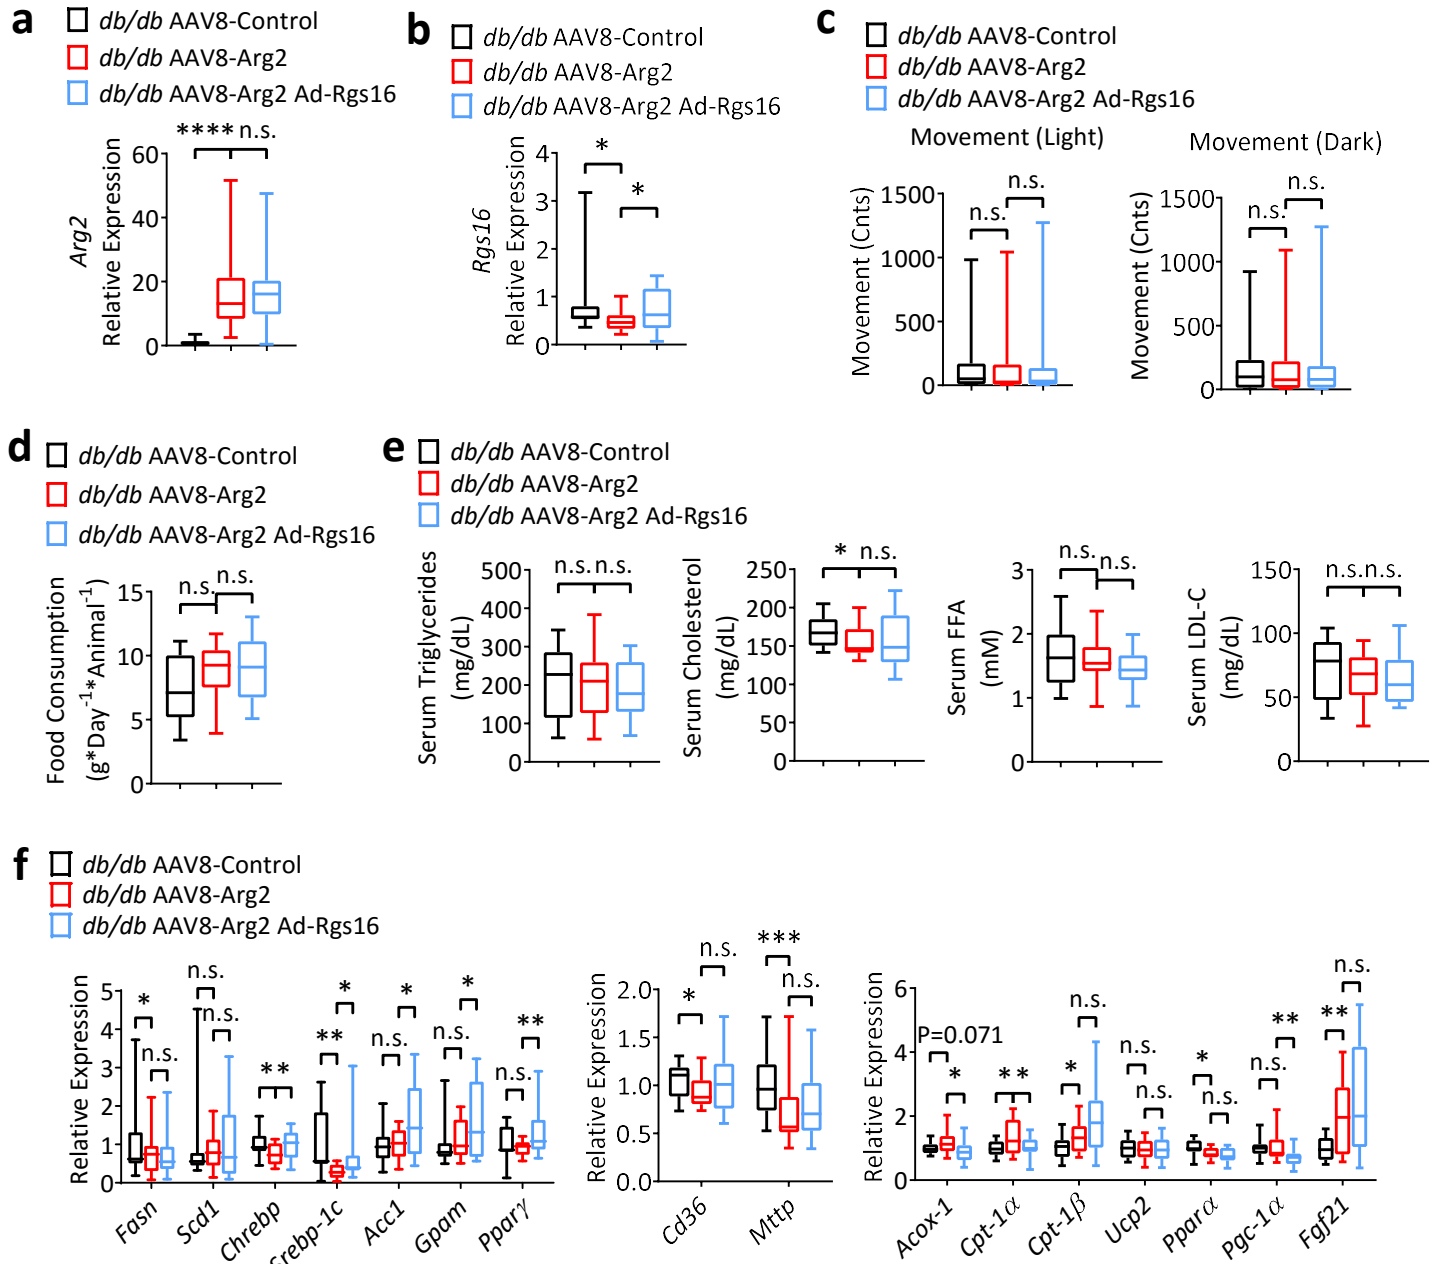 a
db/db AAV8-Control
db/db AAV8-Arg2
db/db AAV8-Arg2 Ad-Rgs16
**** n.s.
Arg2
Relative Expression
60
40
20
0
b
db/db AAV8-Control
db/db AAV8-Arg2
db/db AAV8-Arg2 Ad-Rgs16
*
*
Rgs16
Relative Expression
4
3
2
1
0
c
db/db AAV8-Control
db/db AAV8-Arg2
db/db AAV8-Arg2 Ad-Rgs16
Movement (Light)
n.s.
n.s.
Movement (Cnts)
1500
1000
500
0
Movement (Dark)
n.s.
n.s.
Movement (Cnts)
1500
1000
500
0
d
db/db AAV8-Control
db/db AAV8-Arg2
db/db AAV8-Arg2 Ad-Rgs16
n.s.
n.s.
Food Consumption
(g*Day⁻¹*Animal⁻¹)
15
10
5
0
e
db/db AAV8-Control
db/db AAV8-Arg2
db/db AAV8-Arg2 Ad-Rgs16
n.s. n.s.
Serum Triglycerides
(mg/dL)
500
400
300
200
100
0
* n.s.
Serum Cholesterol
(mg/dL)
250
200
150
100
50
0
n.s.
n.s.
Serum FFA
(mM)
3
2
1
0
n.s. n.s.
Serum LDL-C
(mg/dL)
150
100
50
0
f
db/db AAV8-Control
db/db AAV8-Arg2
db/db AAV8-Arg2 Ad-Rgs16
Relative Expression
5
4
3
2
1
0
*
n.s.
n.s.
n.s.
**
**
*
n.s.
*
n.s.
*
n.s.
**
Fasn
Scd1
Chrebp
Srebp-1c
Acc1
Gpam
Pparγ
Relative Expression
2.0
1.5
1.0
0.5
0.0
*
n.s.
***
n.s.
Cd36
Mttp
Relative Expression
6
4
2
0
P=0.071
*
**
*
n.s.
n.s.
n.s.
*
n.s.
n.s.
**
**
n.s.
Acox-1
Cpt-1α
Cpt-1β
Ucp2
Pparα
Pgc-1α
Fgf21